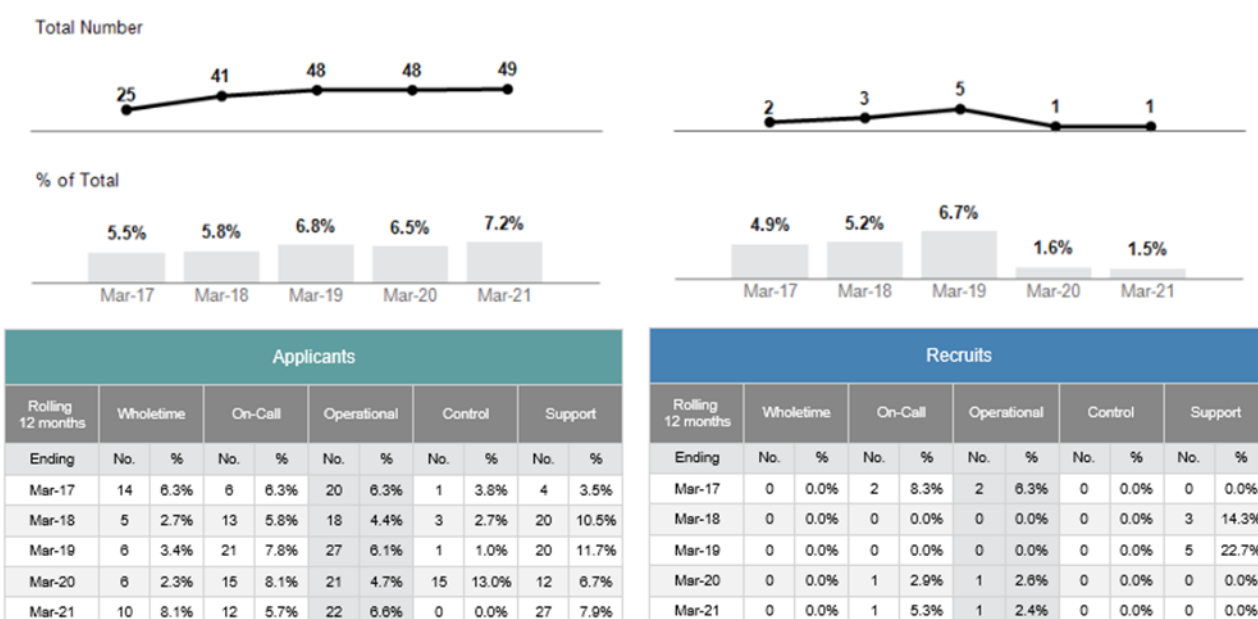 Total Number
25 41 48 48 49
2 3 5 1 1
% of Total
5.5% 5.8% 6.8% 6.5% 7.2%
4.9% 5.2% 6.7% 1.6% 1.5%
Mar-17 Mar-18 Mar-19 Mar-20 Mar-21
Mar-17 Mar-18 Mar-19 Mar-20 Mar-21
Applicants
Rolling 12 months Wholetime On-Call Operational Control Support
Ending No. % No. % No. % No. % No. %
Mar-17 14 6.3% 6 6.3% 20 6.3% 1 3.8% 4 3.5%
Mar-18 5 2.7% 13 5.8% 18 4.4% 3 2.7% 20 10.5%
Mar-19 6 3.4% 21 7.8% 27 6.1% 1 1.0% 20 11.7%
Mar-20 6 2.3% 15 8.1% 21 4.7% 15 13.0% 12 6.7%
Mar-21 10 8.1% 12 5.7% 22 6.6% 0 0.0% 27 7.9%
Recruits
Rolling 12 months Wholetime On-Call Operational Control Support
Ending No. % No. % No. % No. % No. %
Mar-17 0 0.0% 2 8.3% 2 6.3% 0 0.0% 0 0.0%
Mar-18 0 0.0% 0 0.0% 0 0.0% 0 0.0% 3 14.3%
Mar-19 0 0.0% 0 0.0% 0 0.0% 0 0.0% 5 22.7%
Mar-20 0 0.0% 1 2.9% 1 2.6% 0 0.0% 0 0.0%
Mar-21 0 0.0% 1 5.3% 1 2.4% 0 0.0% 0 0.0%